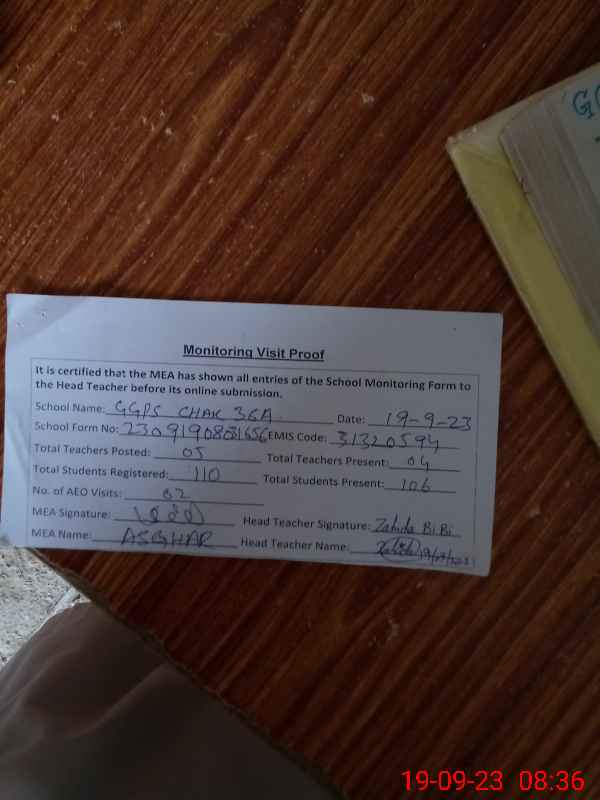 Monitoring Visit Proof
It is certified that the MEA has shown all entries of the School Monitoring Form to
the Head Teacher before its online submission.
School Name: GGPS CHAK 36A Date: 19-9-23
School Form No: EMIS Code: 31320594
Total Teachers Posted: 05 Total Teachers Present: 04
Total Students Registered: 110 Total Students Present: 106
No. of AEO Visits: 02
MEA Signature: Head Teacher Signature: Zahida BiBi
MEA Name: ASGHAR Head Teacher Name:
19-09-23 08:36